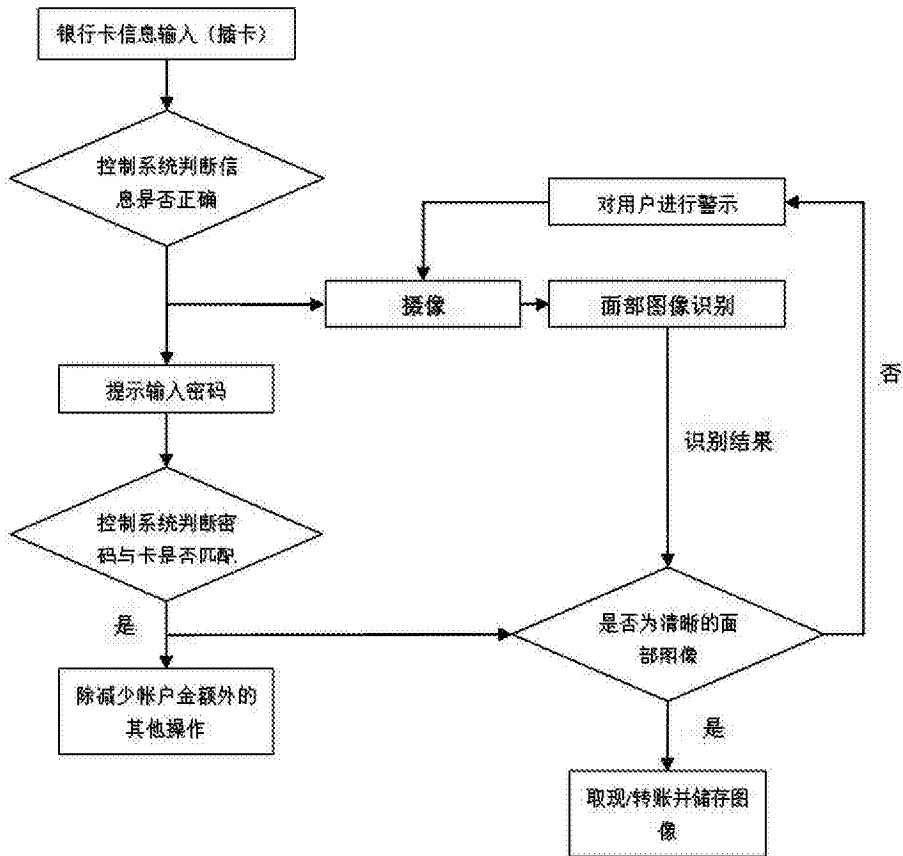 银行卡信息输入（插卡）
控制系统判断信
息是否正确
对用户进行警示
摄像
面部图像识别
否
提示输入密码
识别结果
控制系统判断密
码与卡是否匹配
是
是否为清晰的面
部图像
除减少帐户金额外的
其他操作
是
取现/转账并储存图
像